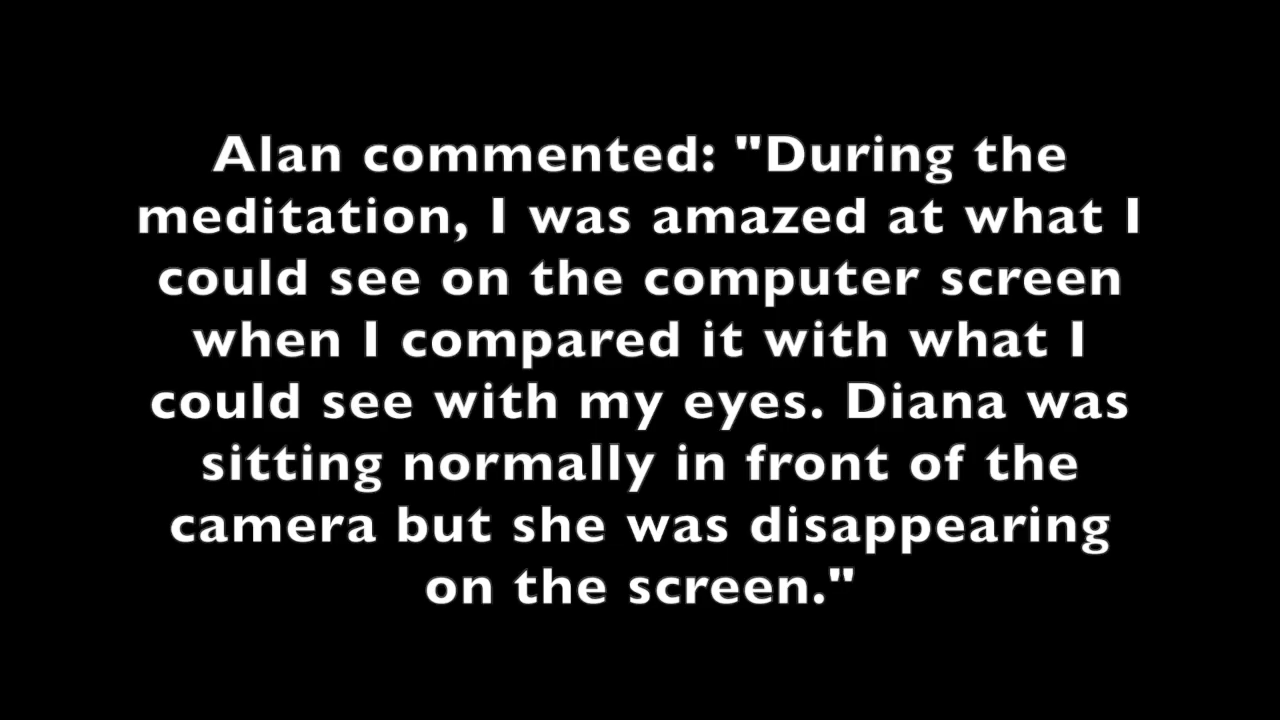 Alan commented: "During the
meditation, I was amazed at what I
could see on the computer screen
when I compared it with what I
could see with my eyes. Diana was
sitting normally in front of the
camera but she was disappearing
on the screen."